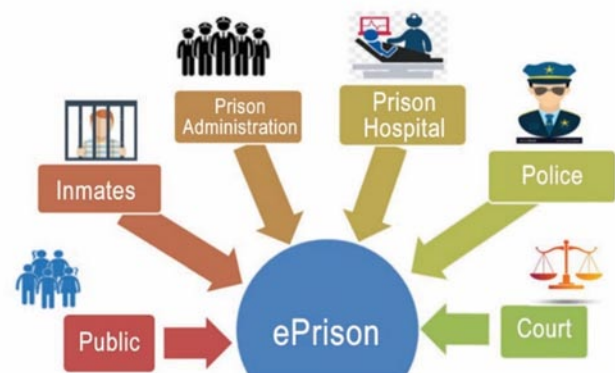 Prison
Administration
Prison
Hospital
Inmates
Police
Public
ePrison
Court